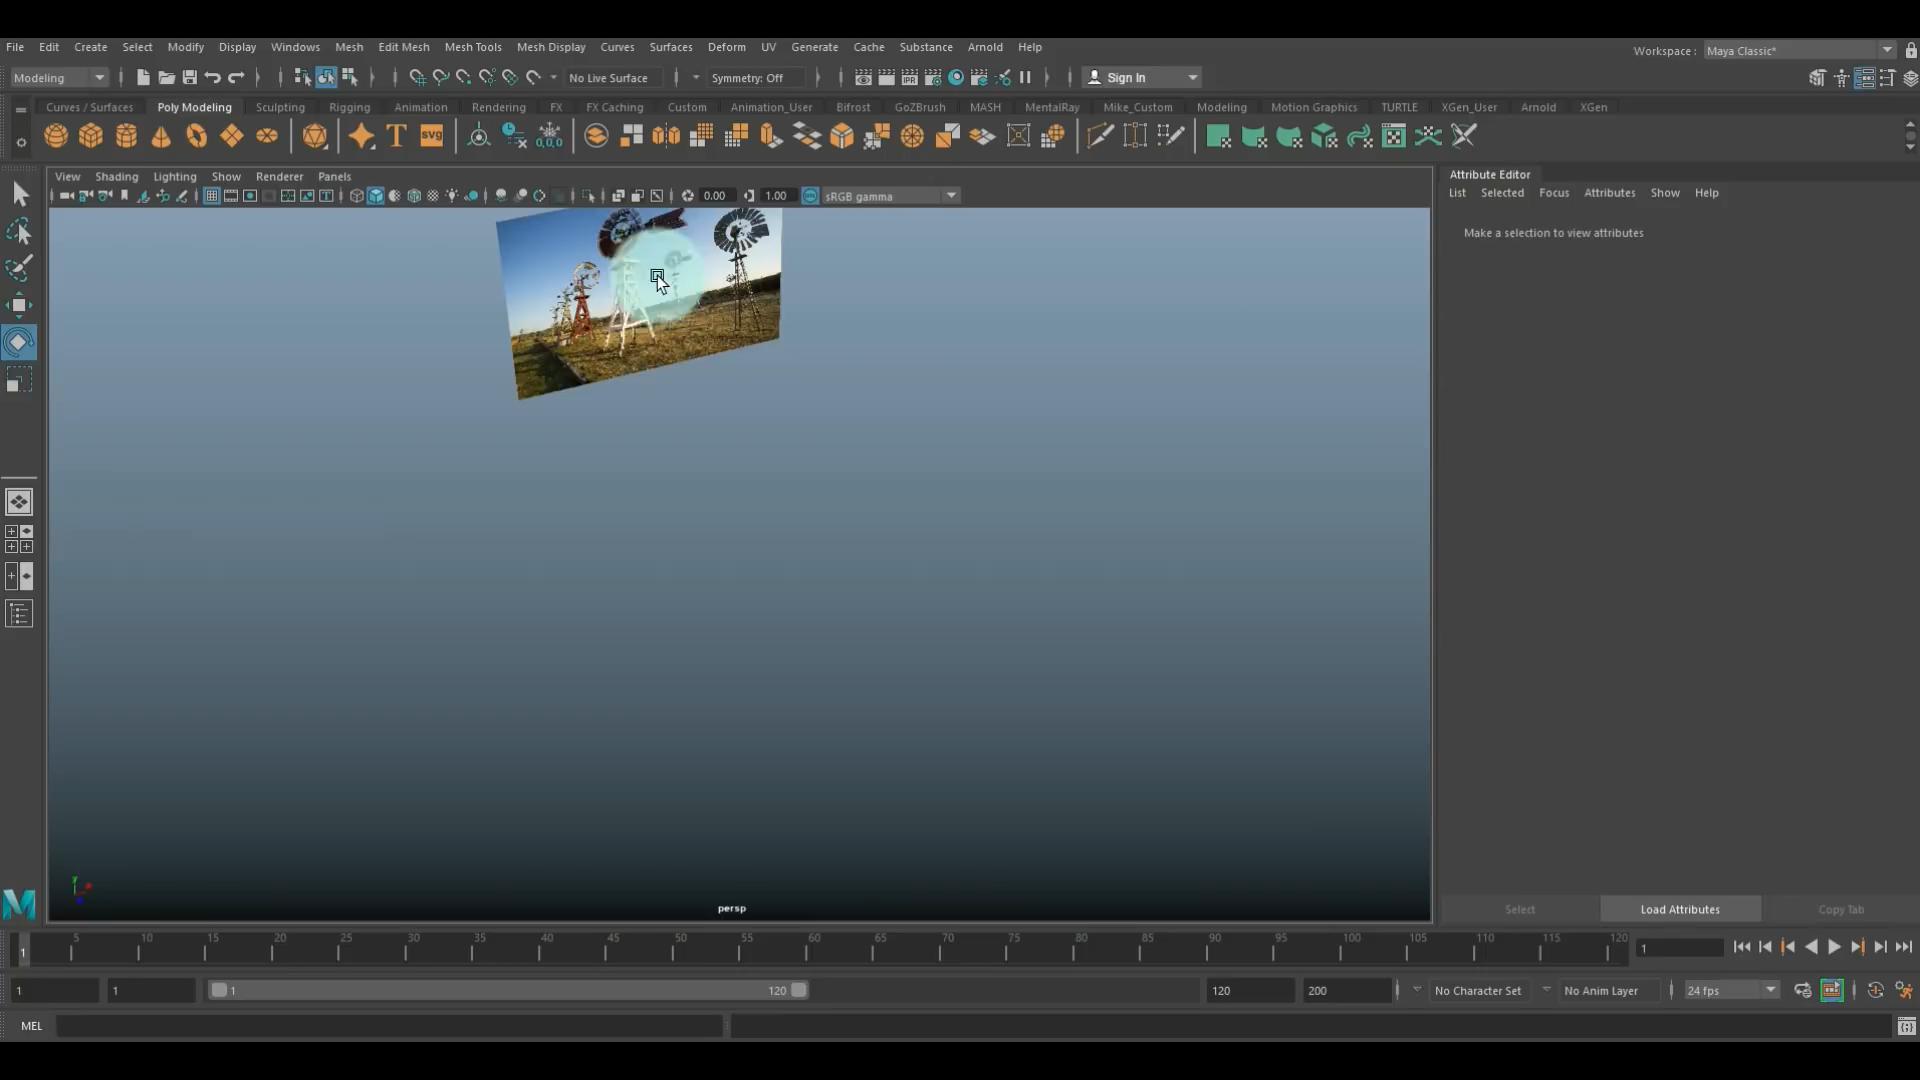 File Edit Create Select Modify Display Windows Mesh Edit Mesh Mesh Tools Mesh Display Curves Surfaces Deform UV Generate Cache Substance Arnold Help
Workspace : Maya Classic*
Modeling No Live Surface Symmetry: Off Sign In
Curves / Surfaces Poly Modeling Sculpting Rigging Animation Rendering FX FX Caching Custom Animation_User Bifrost GoZBrush MASH MentalRay Mike_Custom Modeling Motion Graphics TURTLE XGen_User Arnold XGen
T SVG 0,0,0
View Shading Lighting Show Renderer Panels
0.00 1.00 sRGB gamma
Attribute Editor
List Selected Focus Attributes Show Help
Make a selection to view attributes
persp
Select Load Attributes Copy Tab
5 10 15 20 25 30 35 40 45 50 55 60 65 70 75 80 85 90 95 100 105 110 115 120
1 1
1 1 1 120 120 200 No Character Set No Anim Layer 24 fps
MEL